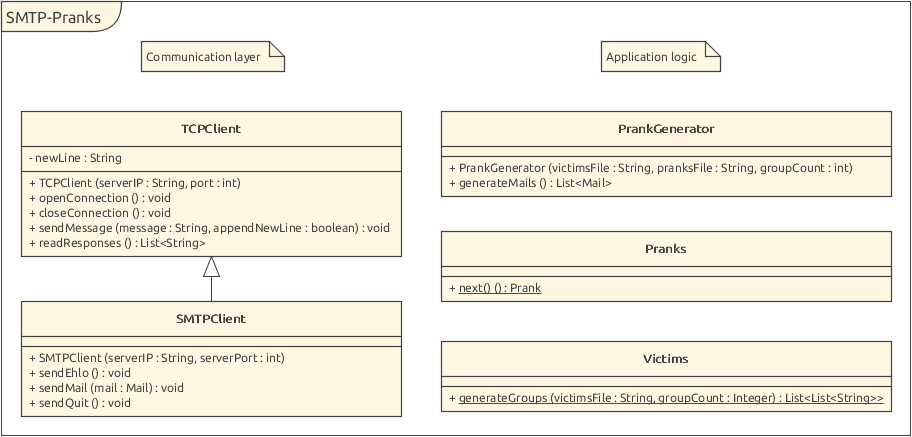 SMTP-Pranks
Communication layer
Application logic
TCPClient
- newLine : String
+ TCPClient (serverIP : String, port : int)
+ openConnection () : void
+ closeConnection () : void
+ sendMessage (message : String, appendNewLine : boolean) : void
+ readResponses () : List<String>
SMTPClient
+ SMTPClient (serverIP : String, serverPort : int)
+ sendEhlo () : void
+ sendMail (mail : Mail) : void
+ sendQuit () : void
PrankGenerator
+ PrankGenerator (victimsFile : String, pranksFile : String, groupCount : int)
+ generateMails () : List<Mail>
Pranks
+ next() () : Prank
Victims
+ generateGroups (victimsFile : String, groupCount : Integer) : List<List<String>>